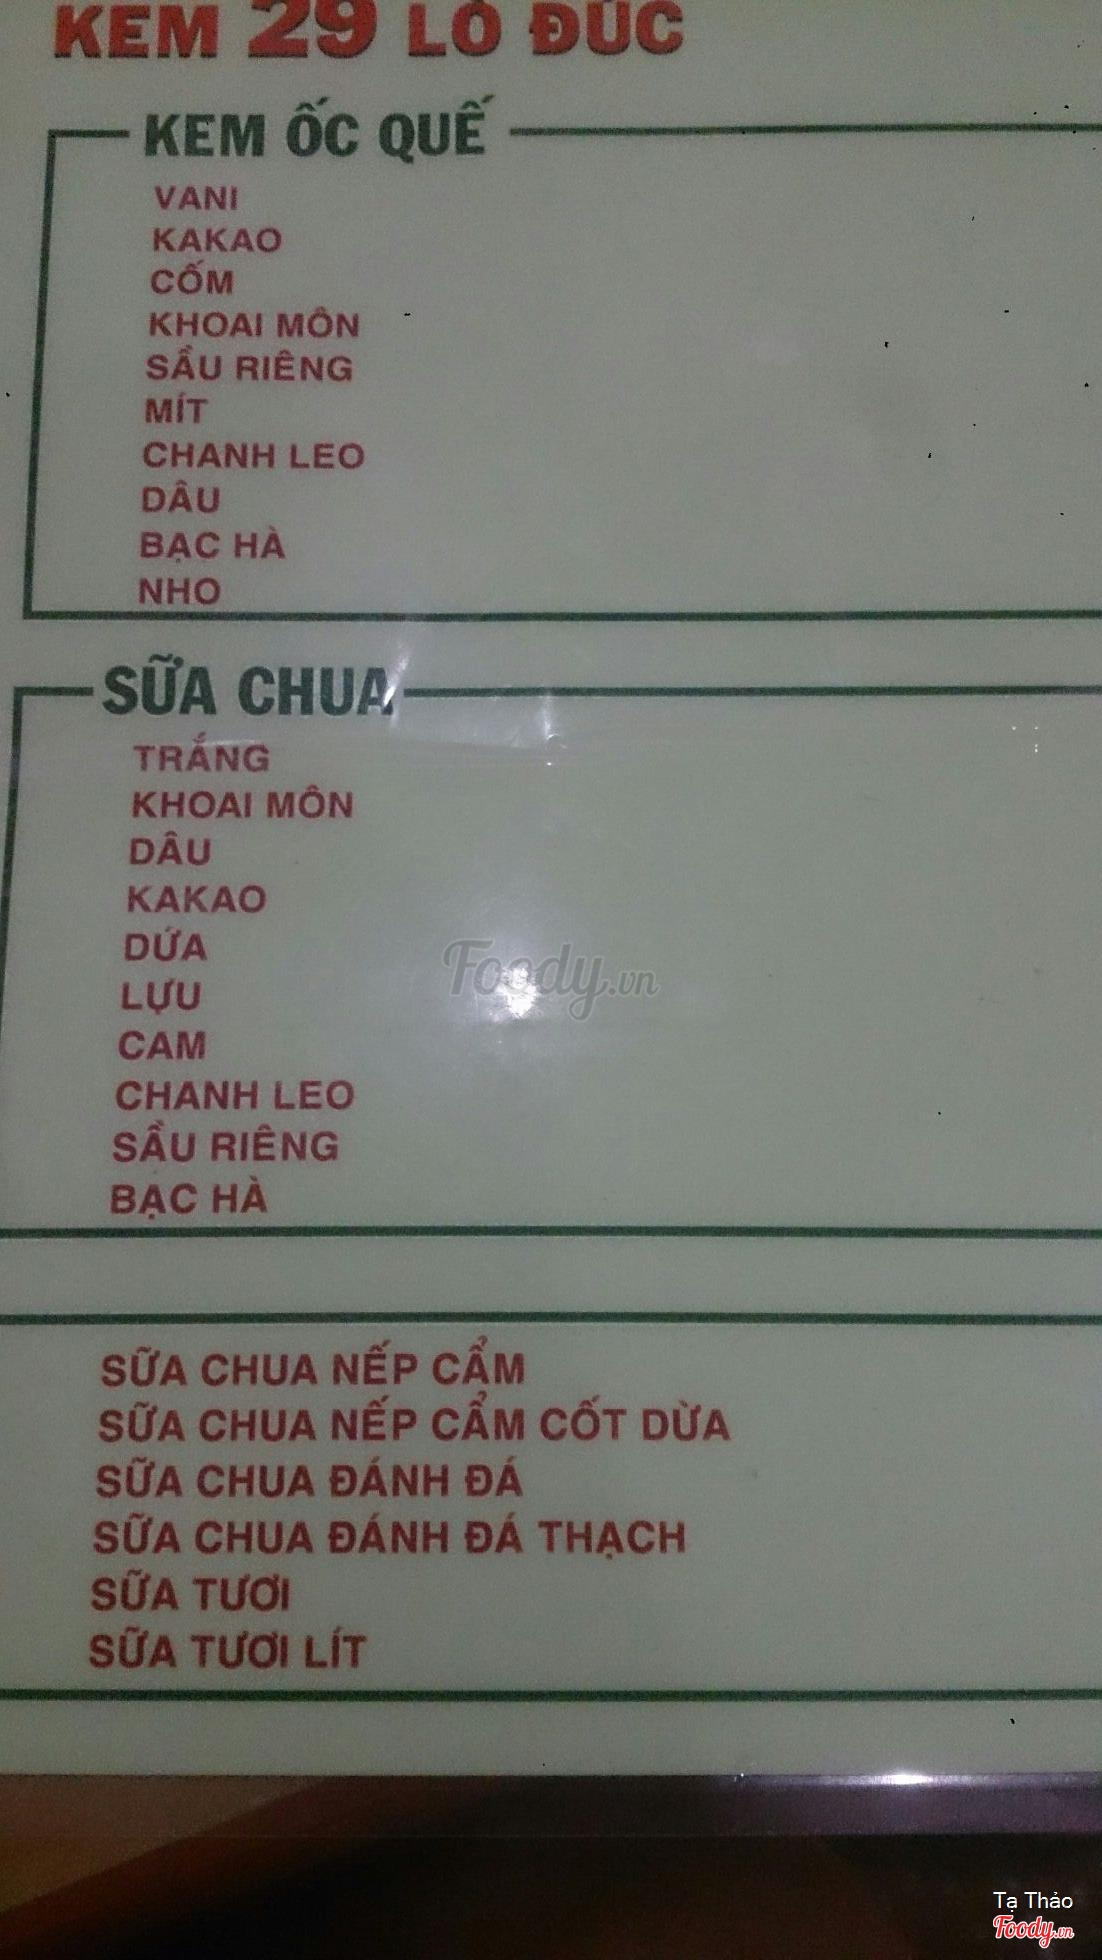 KEM 29 LÒ ĐÚC
KEM ỐC QUẾ
VANI
KAKAO
CỐM
KHOAI MÔN
SẦU RIÊNG
MÍT
CHANH LEO
DÂU
BẠC HÀ
NHO
SỮA CHUA
TRẮNG
KHOAI MÔN
DÂU
KAKAO
DỨA
LỰU
CAM
CHANH LEO
SẦU RIÊNG
BẠC HÀ
SỮA CHUA NẾP CẨM
SỮA CHUA NẾP CẨM CỐT DỪA
SỮA CHUA ĐÁNH ĐÁ
SỮA CHUA ĐÁNH ĐÁ THẠCH
SỮA TƯƠI
SỮA TƯƠI LÍT
Foody.vn
Tạ Thảo
Foody.vn